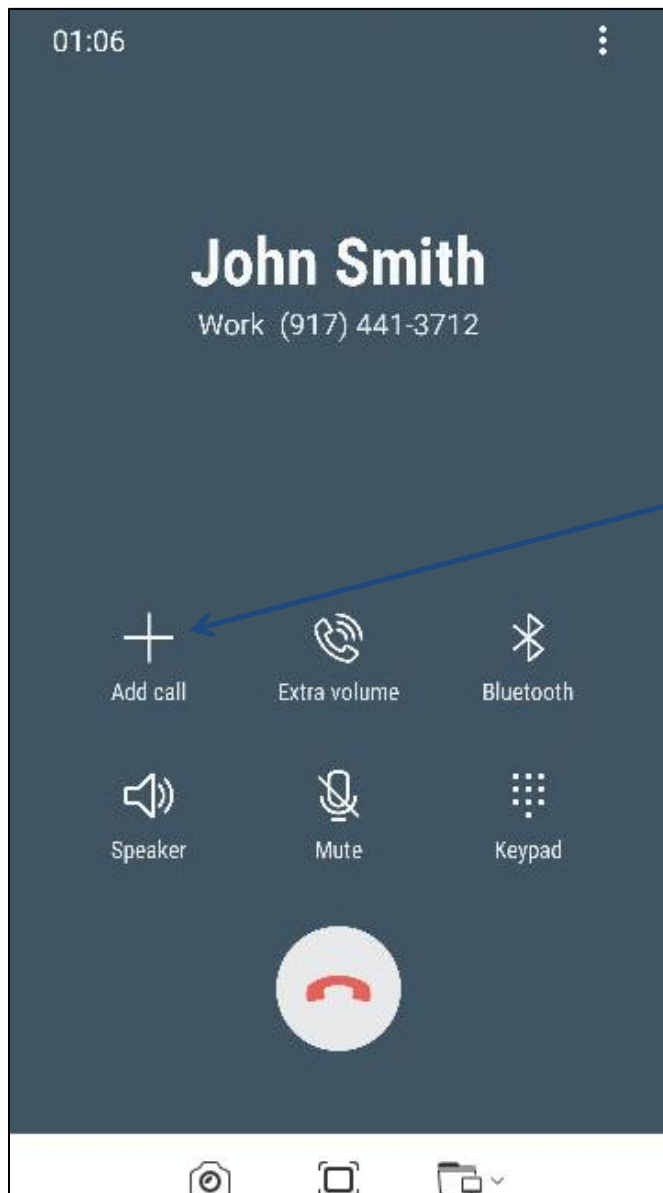 01:06
John Smith
Work (917) 441-3712
Add call Extra volume Bluetooth
Speaker Mute Keypad